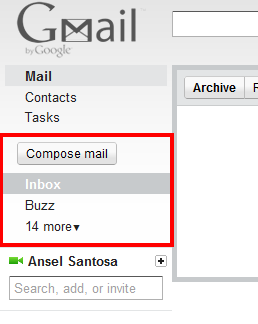 Gmail
by Google
Mail
Contacts
Tasks
Archive
Compose mail
Inbox
Buzz
14 more▾
Ansel Santosa
Search, add, or invite